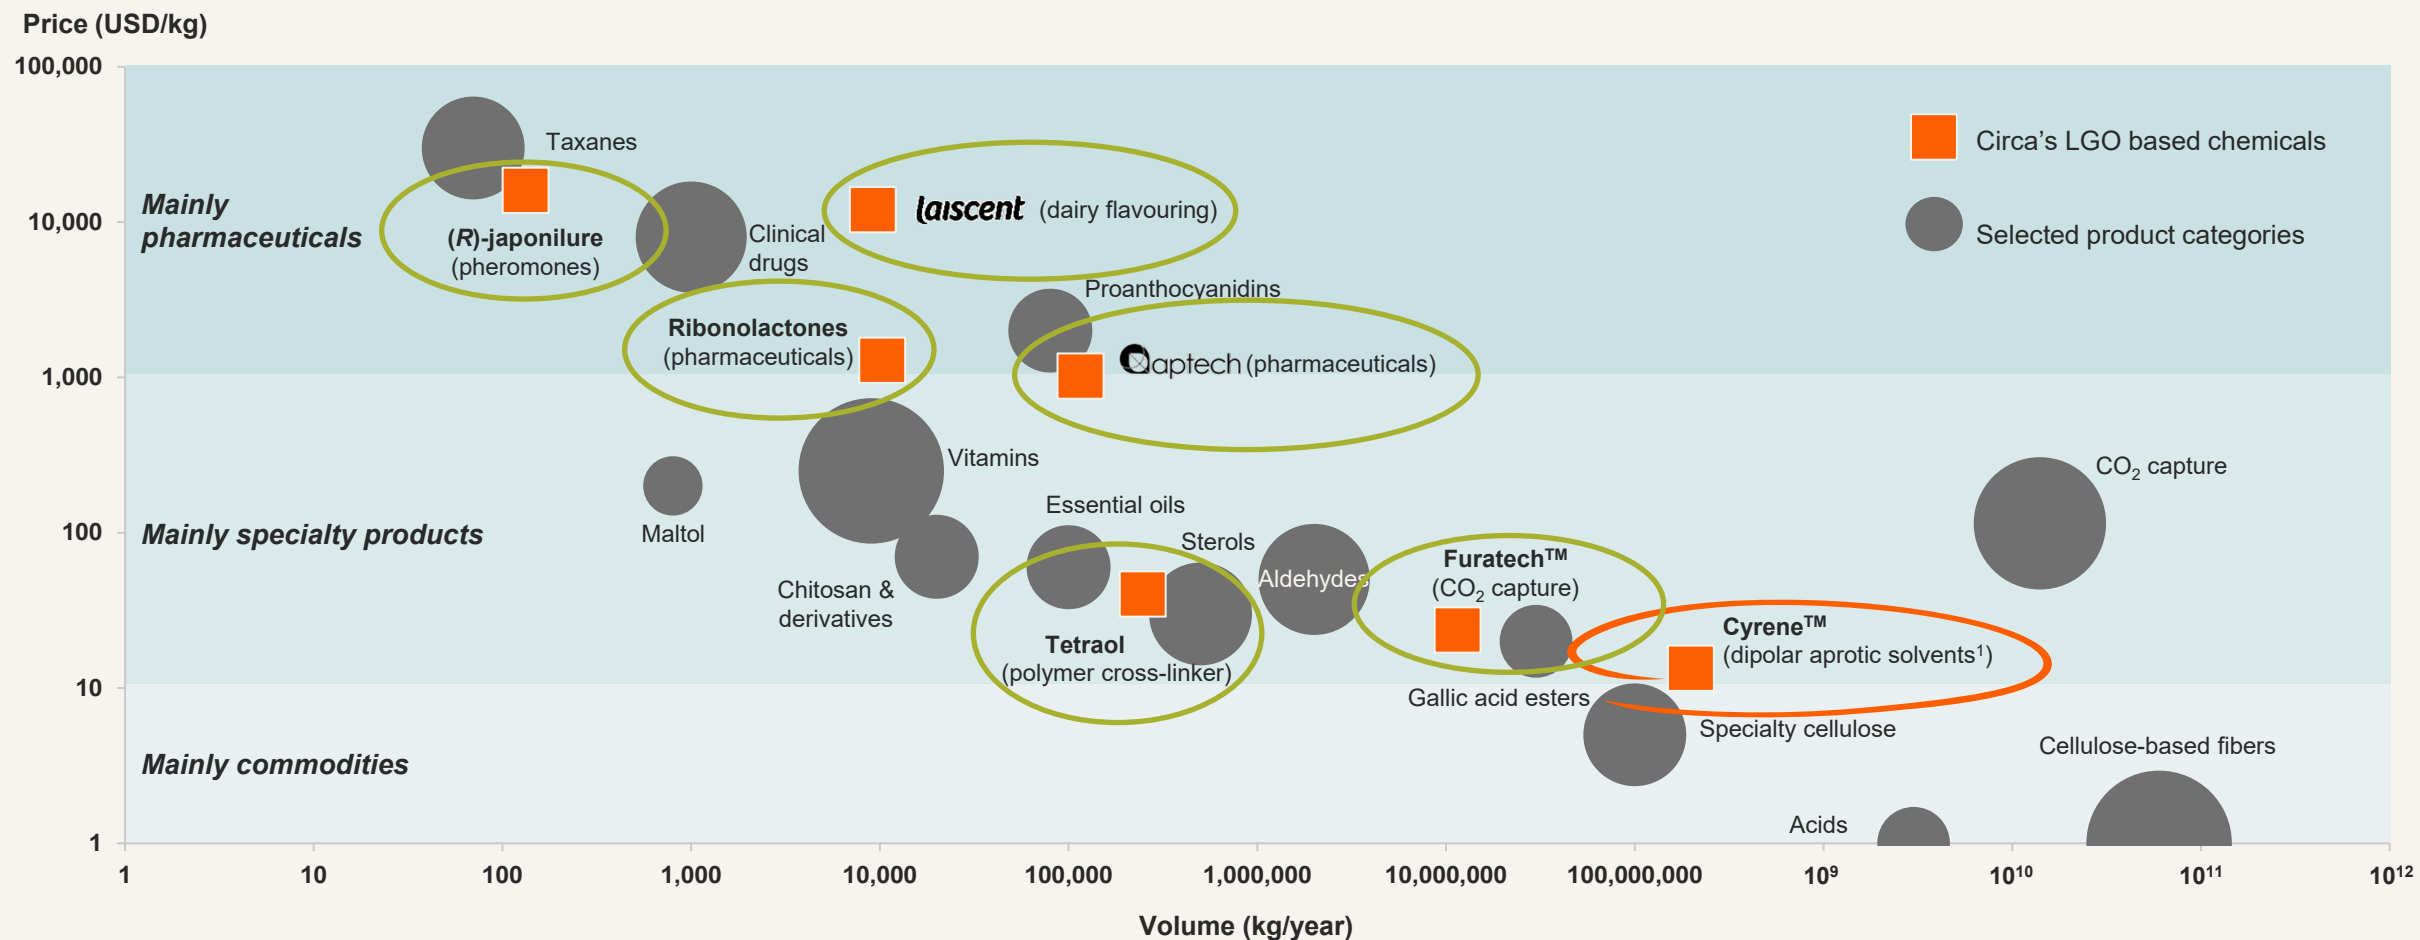 Price (USD/kg)
100,000
10,000
1,000
100
10
1
Mainly
pharmaceuticals
Mainly specialty products
Mainly commodities
Taxanes
(R)-japonilure
(pheromones)
Clinical
drugs
laiscent (dairy flavouring)
Circa’s LGO based chemicals
Selected product categories
Ribonolactones
(pharmaceuticals)
Proanthocyanidins
aptech (pharmaceuticals)
Vitamins
Maltol
Chitosan &
derivatives
Essential oils
Sterols
Tetraol
(polymer cross-linker)
Aldehydes
Furatech™
(CO₂ capture)
Gallic acid esters
Cyrene™
(dipolar aprotic solvents¹)
CO₂ capture
Specialty cellulose
Cellulose-based fibers
Acids
1 10 100 1,000 10,000 100,000 1,000,000 10,000,000 100,000,000 10⁹ 10¹⁰ 10¹¹ 10¹²
Volume (kg/year)